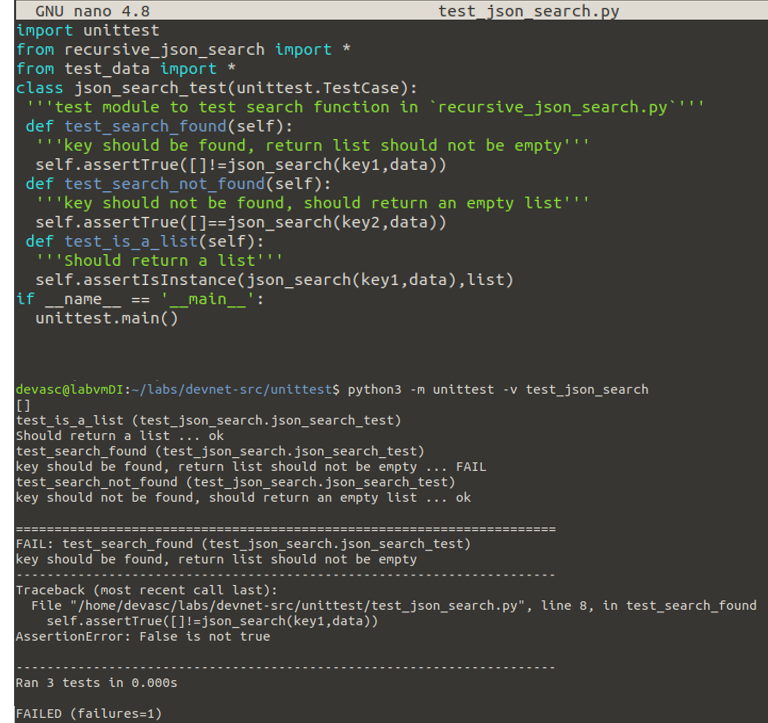 GNU nano 4.8 test_json_search.py
import unittest
from recursive_json_search import *
from test_data import *
class json_search_test(unittest.TestCase):
 '''test module to test search function in `recursive_json_search.py`'''
 def test_search_found(self):
  '''key should be found, return list should not be empty'''
  self.assertTrue([]!=json_search(key1,data))
 def test_search_not_found(self):
  '''key should not be found, should return an empty list'''
  self.assertTrue([]==json_search(key2,data))
 def test_is_a_list(self):
  '''Should return a list'''
  self.assertIsInstance(json_search(key1,data),list)
if __name__ == '__main__':
  unittest.main()
devasc@labvmDI:~/labs/devnet-src/unittest$ python3 -m unittest -v test_json_search
[]
test_is_a_list (test_json_search.json_search_test)
Should return a list ... ok
test_search_found (test_json_search.json_search_test)
key should be found, return list should not be empty ... FAIL
test_search_not_found (test_json_search.json_search_test)
key should not be found, should return an empty list ... ok
======================================================================
FAIL: test_search_found (test_json_search.json_search_test)
key should be found, return list should not be empty
----------------------------------------------------------------------
Traceback (most recent call last):
  File "/home/devasc/labs/devnet-src/unittest/test_json_search.py", line 8, in test_search_found
    self.assertTrue([]!=json_search(key1,data))
AssertionError: False is not true
----------------------------------------------------------------------
Ran 3 tests in 0.000s
FAILED (failures=1)